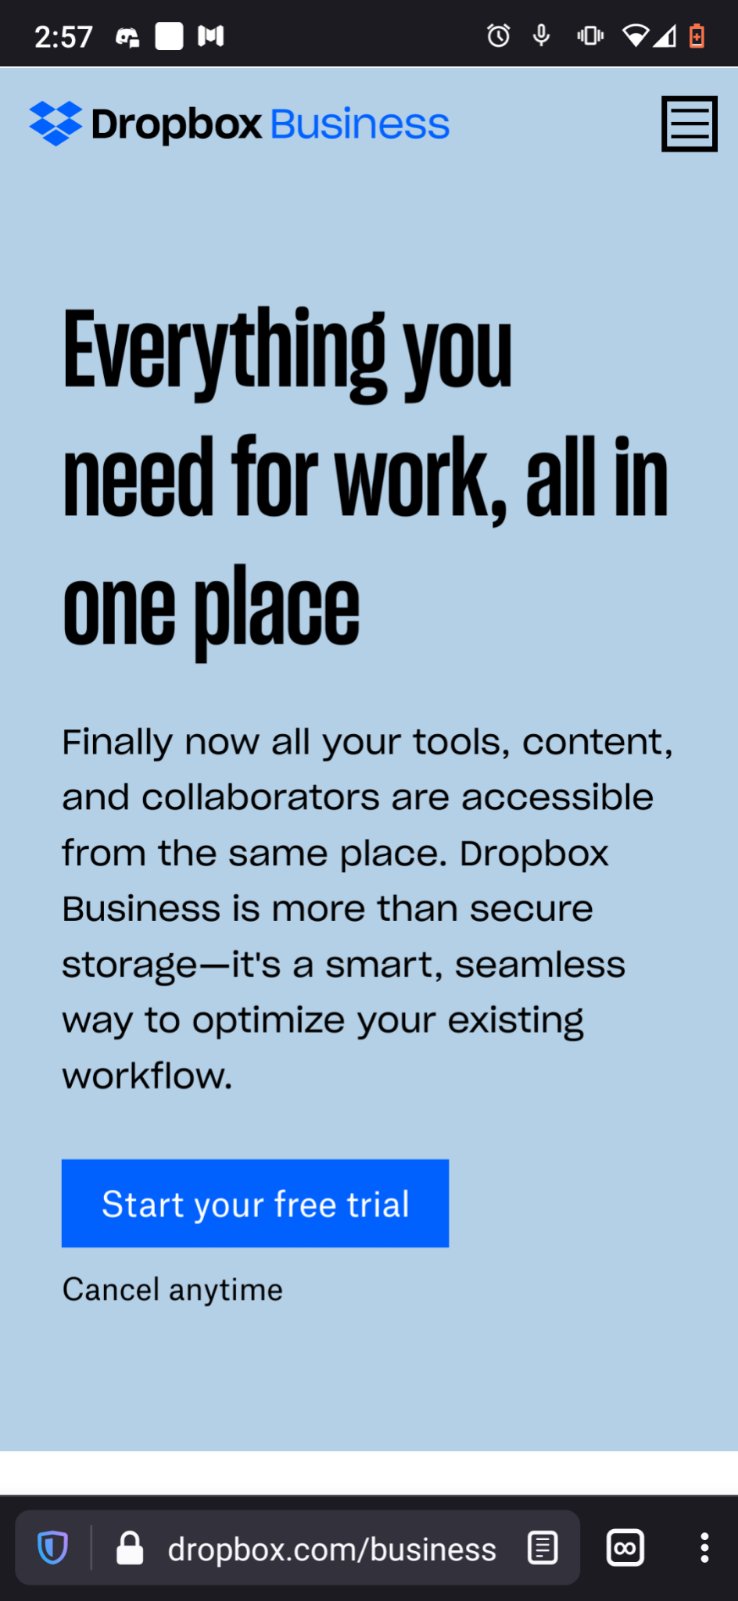 2:57
Dropbox Business
Everything you
need for work, all in
one place
Finally now all your tools, content,
and collaborators are accessible
from the same place. Dropbox
Business is more than secure
storage—it's a smart, seamless
way to optimize your existing
workflow.
Start your free trial
Cancel anytime
dropbox.com/business
∞